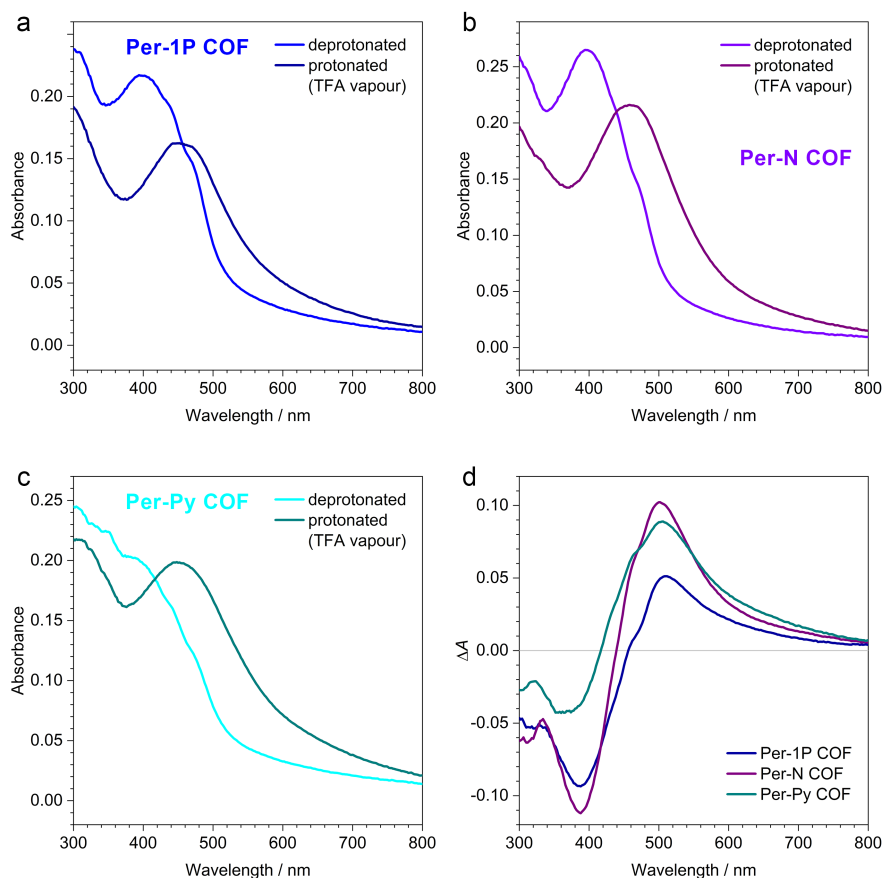 a
Per-1P COF
deprotonated
protonated
(TFA vapour)
0.20
0.15
0.10
0.05
0.00
Absorbance
300 400 500 600 700 800
Wavelength / nm
b
deprotonated
protonated
(TFA vapour)
Per-N COF
0.25
0.20
0.15
0.10
0.05
0.00
Absorbance
300 400 500 600 700 800
Wavelength / nm
c
Per-Py COF
deprotonated
protonated
(TFA vapour)
0.25
0.20
0.15
0.10
0.05
0.00
Absorbance
300 400 500 600 700 800
Wavelength / nm
d
0.10
0.05
0.00
-0.05
-0.10
ΔA
Per-1P COF
Per-N COF
Per-Py COF
300 400 500 600 700 800
Wavelength / nm